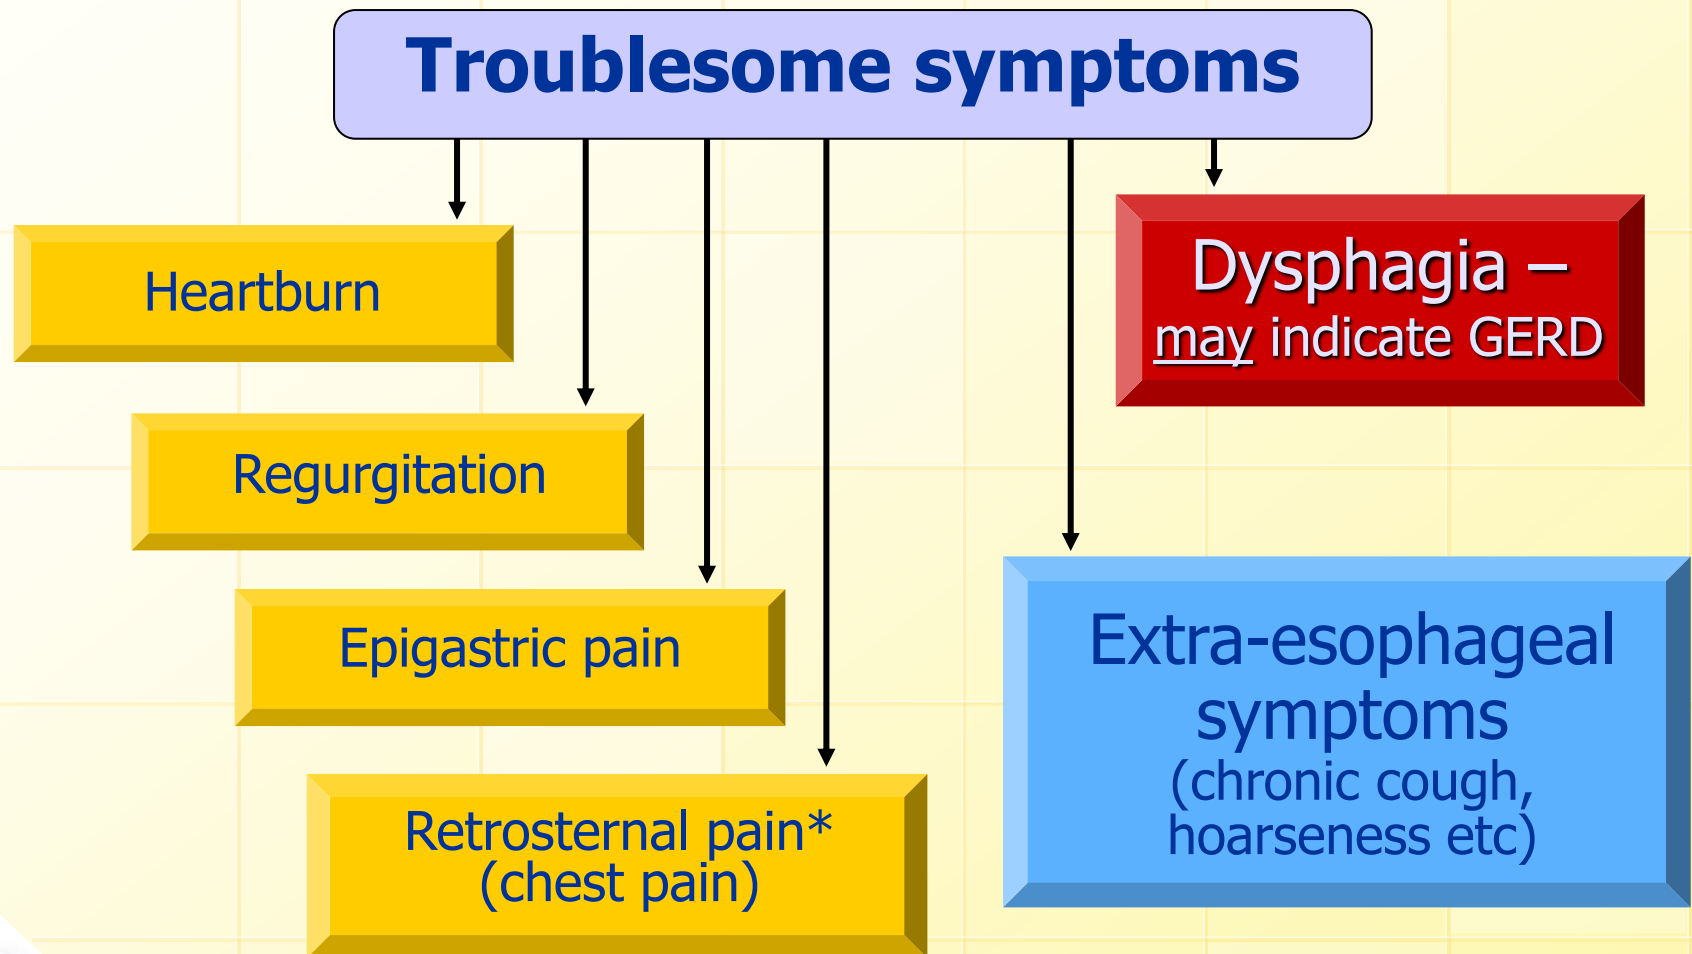 Troublesome symptoms
Heartburn
Regurgitation
Epigastric pain
Retrosternal pain*
(chest pain)
Dysphagia –
may indicate GERD
Extra-esophageal
symptoms
(chronic cough,
hoarseness etc)